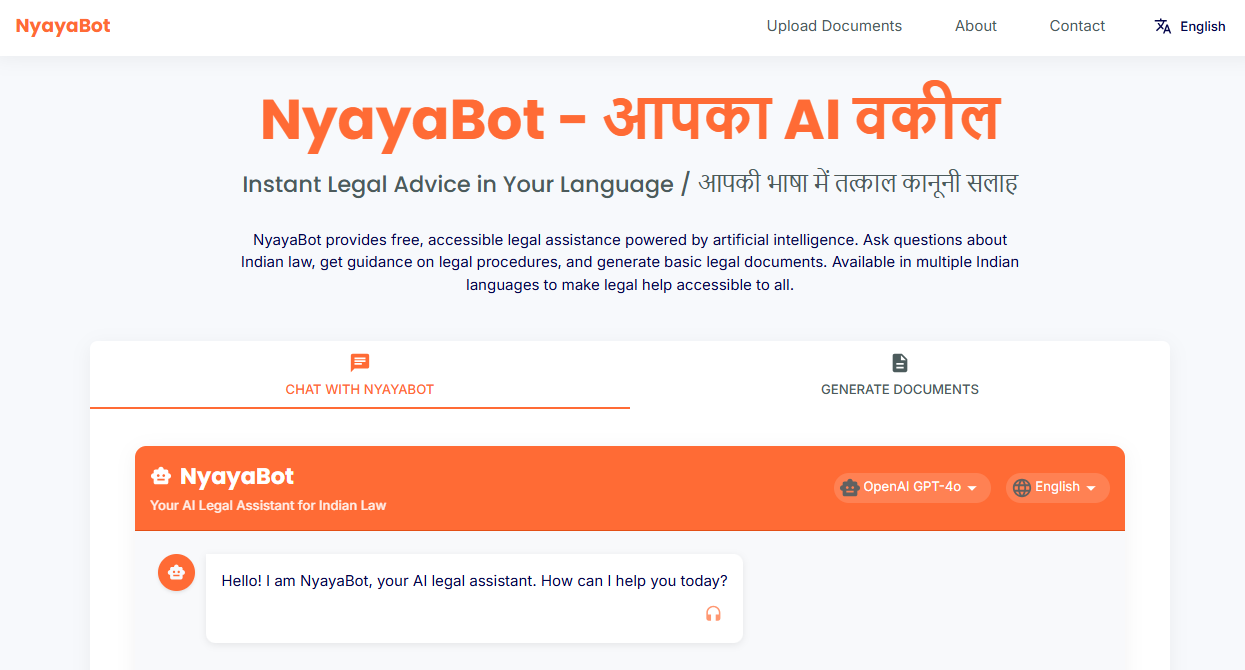 NyayaBot
Upload Documents
About
Contact
English
NyayaBot - आपका AI वकील
Instant Legal Advice in Your Language / आपकी भाषा में तत्काल कानूनी सलाह
NyayaBot provides free, accessible legal assistance powered by artificial intelligence. Ask questions about
Indian law, get guidance on legal procedures, and generate basic legal documents. Available in multiple Indian
languages to make legal help accessible to all.
CHAT WITH NYAYABOT
GENERATE DOCUMENTS
NyayaBot
Your AI Legal Assistant for Indian Law
OpenAI GPT-4o
English
Hello! I am NyayaBot, your AI legal assistant. How can I help you today?